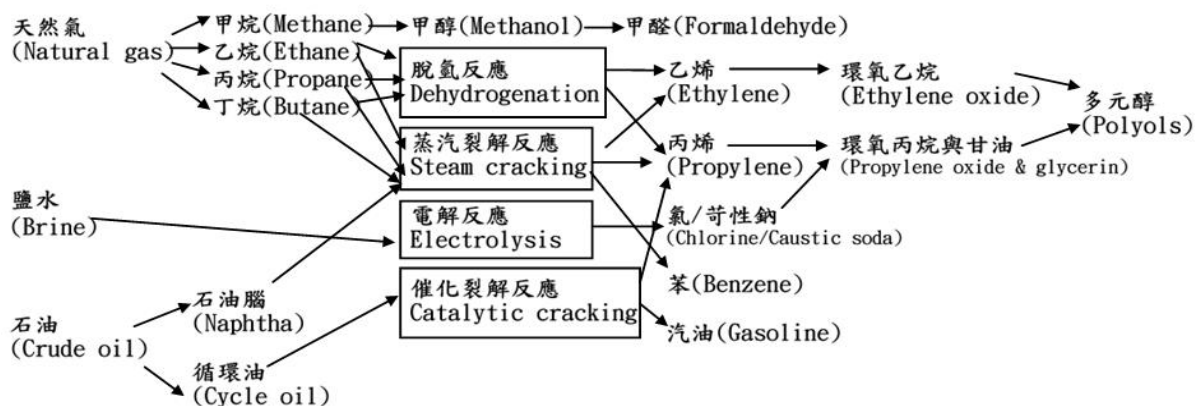 天然氣
(Natural gas)
甲烷(Methane)
乙烷(Ethane)
丙烷(Propane)
丁烷(Butane)
甲醇(Methanol)
甲醛(Formaldehyde)
脫氫反應
Dehydrogenation
乙烯
(Ethylene)
環氧乙烷
(Ethylene oxide)
多元醇
(Polyols)
蒸汽裂解反應
Steam cracking
丙烯
(Propylene)
環氧丙烷與甘油
(Propylene oxide & glycerin)
鹽水
(Brine)
電解反應
Electrolysis
氯/苛性鈉
(Chlorine/Caustic soda)
石油
(Crude oil)
石油腦
(Naphtha)
循環油
(Cycle oil)
催化裂解反應
Catalytic cracking
苯(Benzene)
汽油(Gasoline)